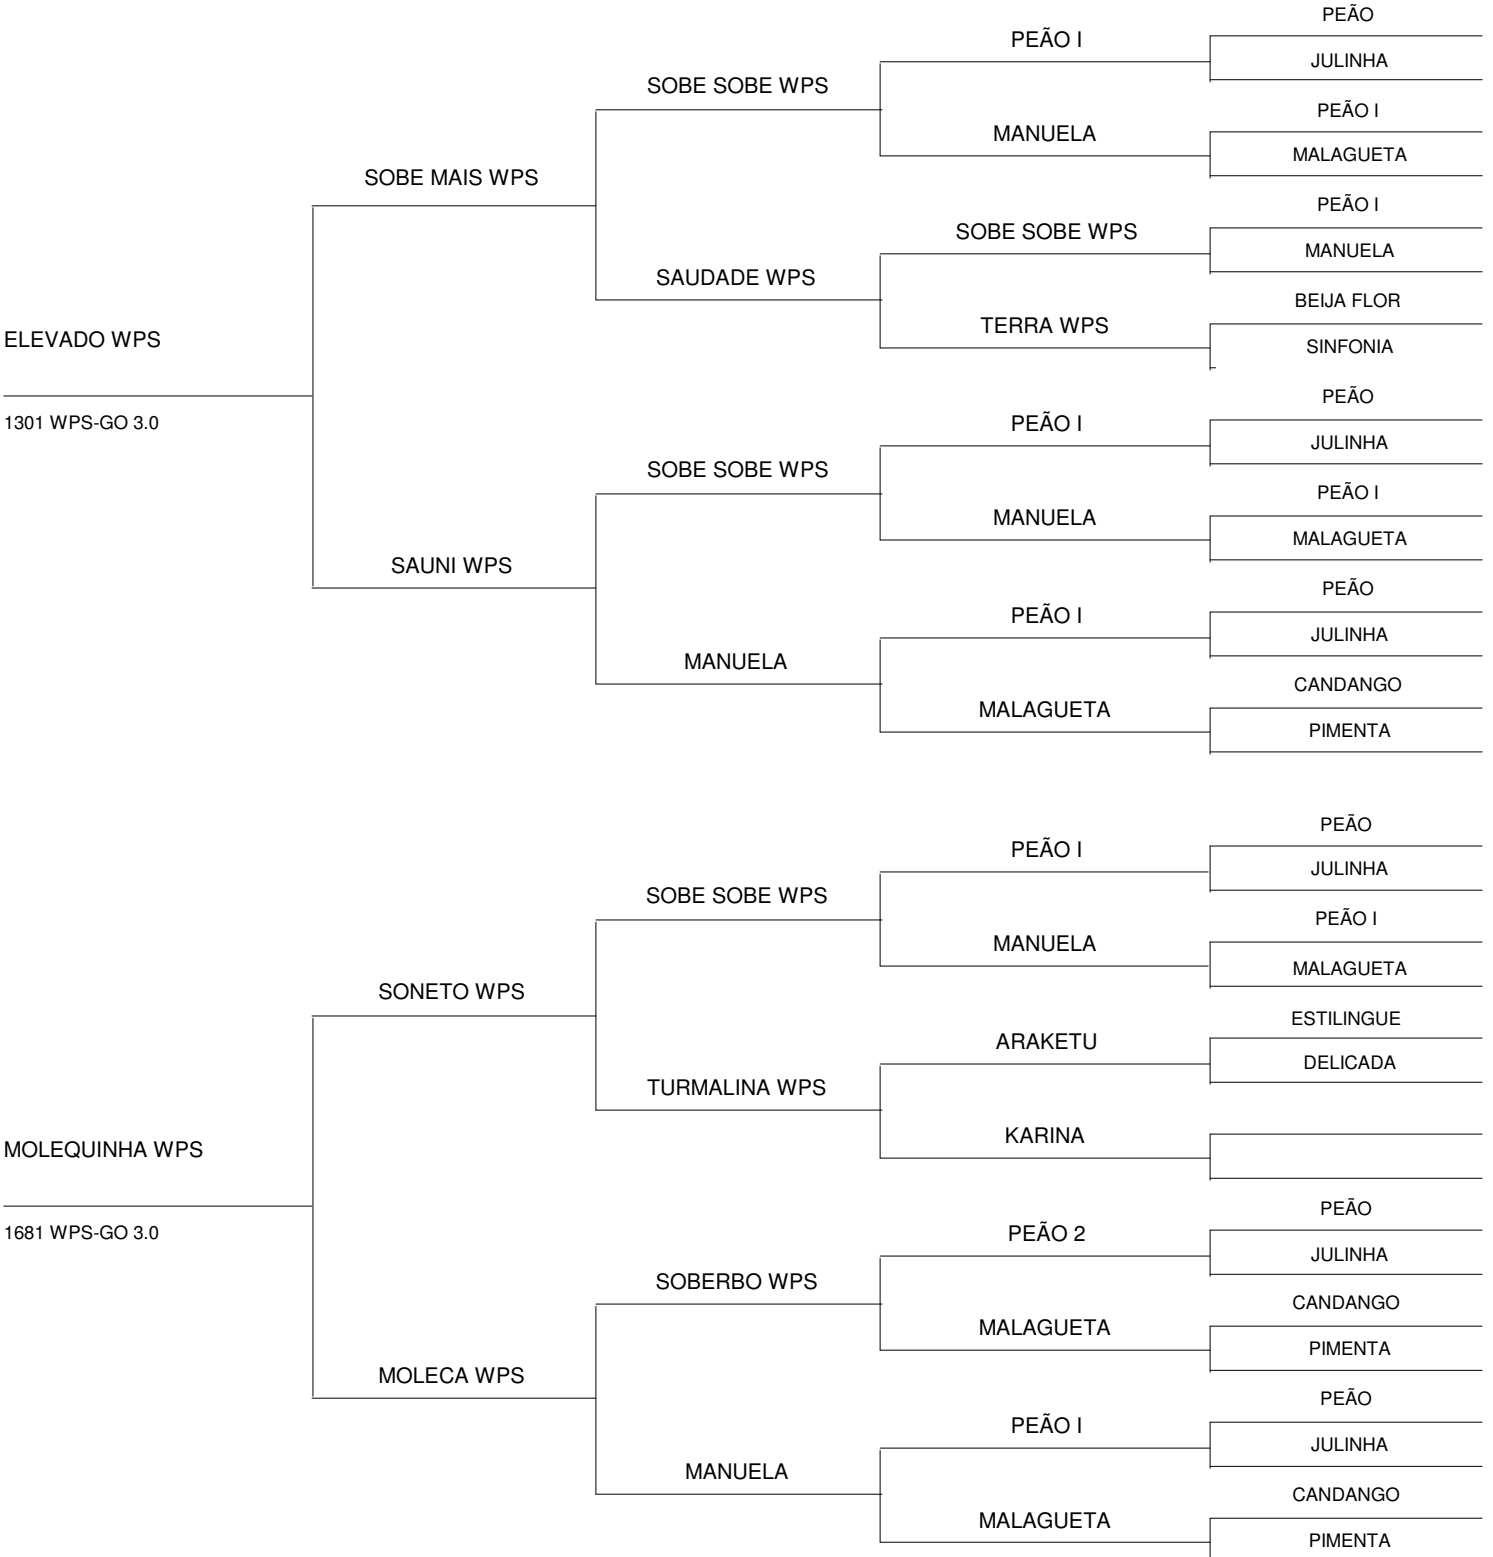 PEÃO
PEÃO I
JULINHA
SOBE SOBE WPS
PEÃO I
MANUELA
MALAGUETA
SOBE MAIS WPS
PEÃO I
SOBE SOBE WPS
MANUELA
SAUDADE WPS
BEIJA FLOR
TERRA WPS
ELEVADO WPS
SINFONIA
PEÃO
1301 WPS-GO 3.0
PEÃO I
JULINHA
SOBE SOBE WPS
PEÃO I
MANUELA
MALAGUETA
SAUNI WPS
PEÃO
PEÃO I
JULINHA
MANUELA
CANDANGO
MALAGUETA
PIMENTA
PEÃO
PEÃO I
JULINHA
SOBE SOBE WPS
PEÃO I
MANUELA
MALAGUETA
SONETO WPS
ESTILINGUE
ARAKETU
DELICADA
TURMALINA WPS
KARINA
MOLEQUINHA WPS
PEÃO
1681 WPS-GO 3.0
PEÃO 2
JULINHA
SOBERBO WPS
CANDANGO
MALAGUETA
PIMENTA
MOLECA WPS
PEÃO
PEÃO I
JULINHA
MANUELA
CANDANGO
MALAGUETA
PIMENTA